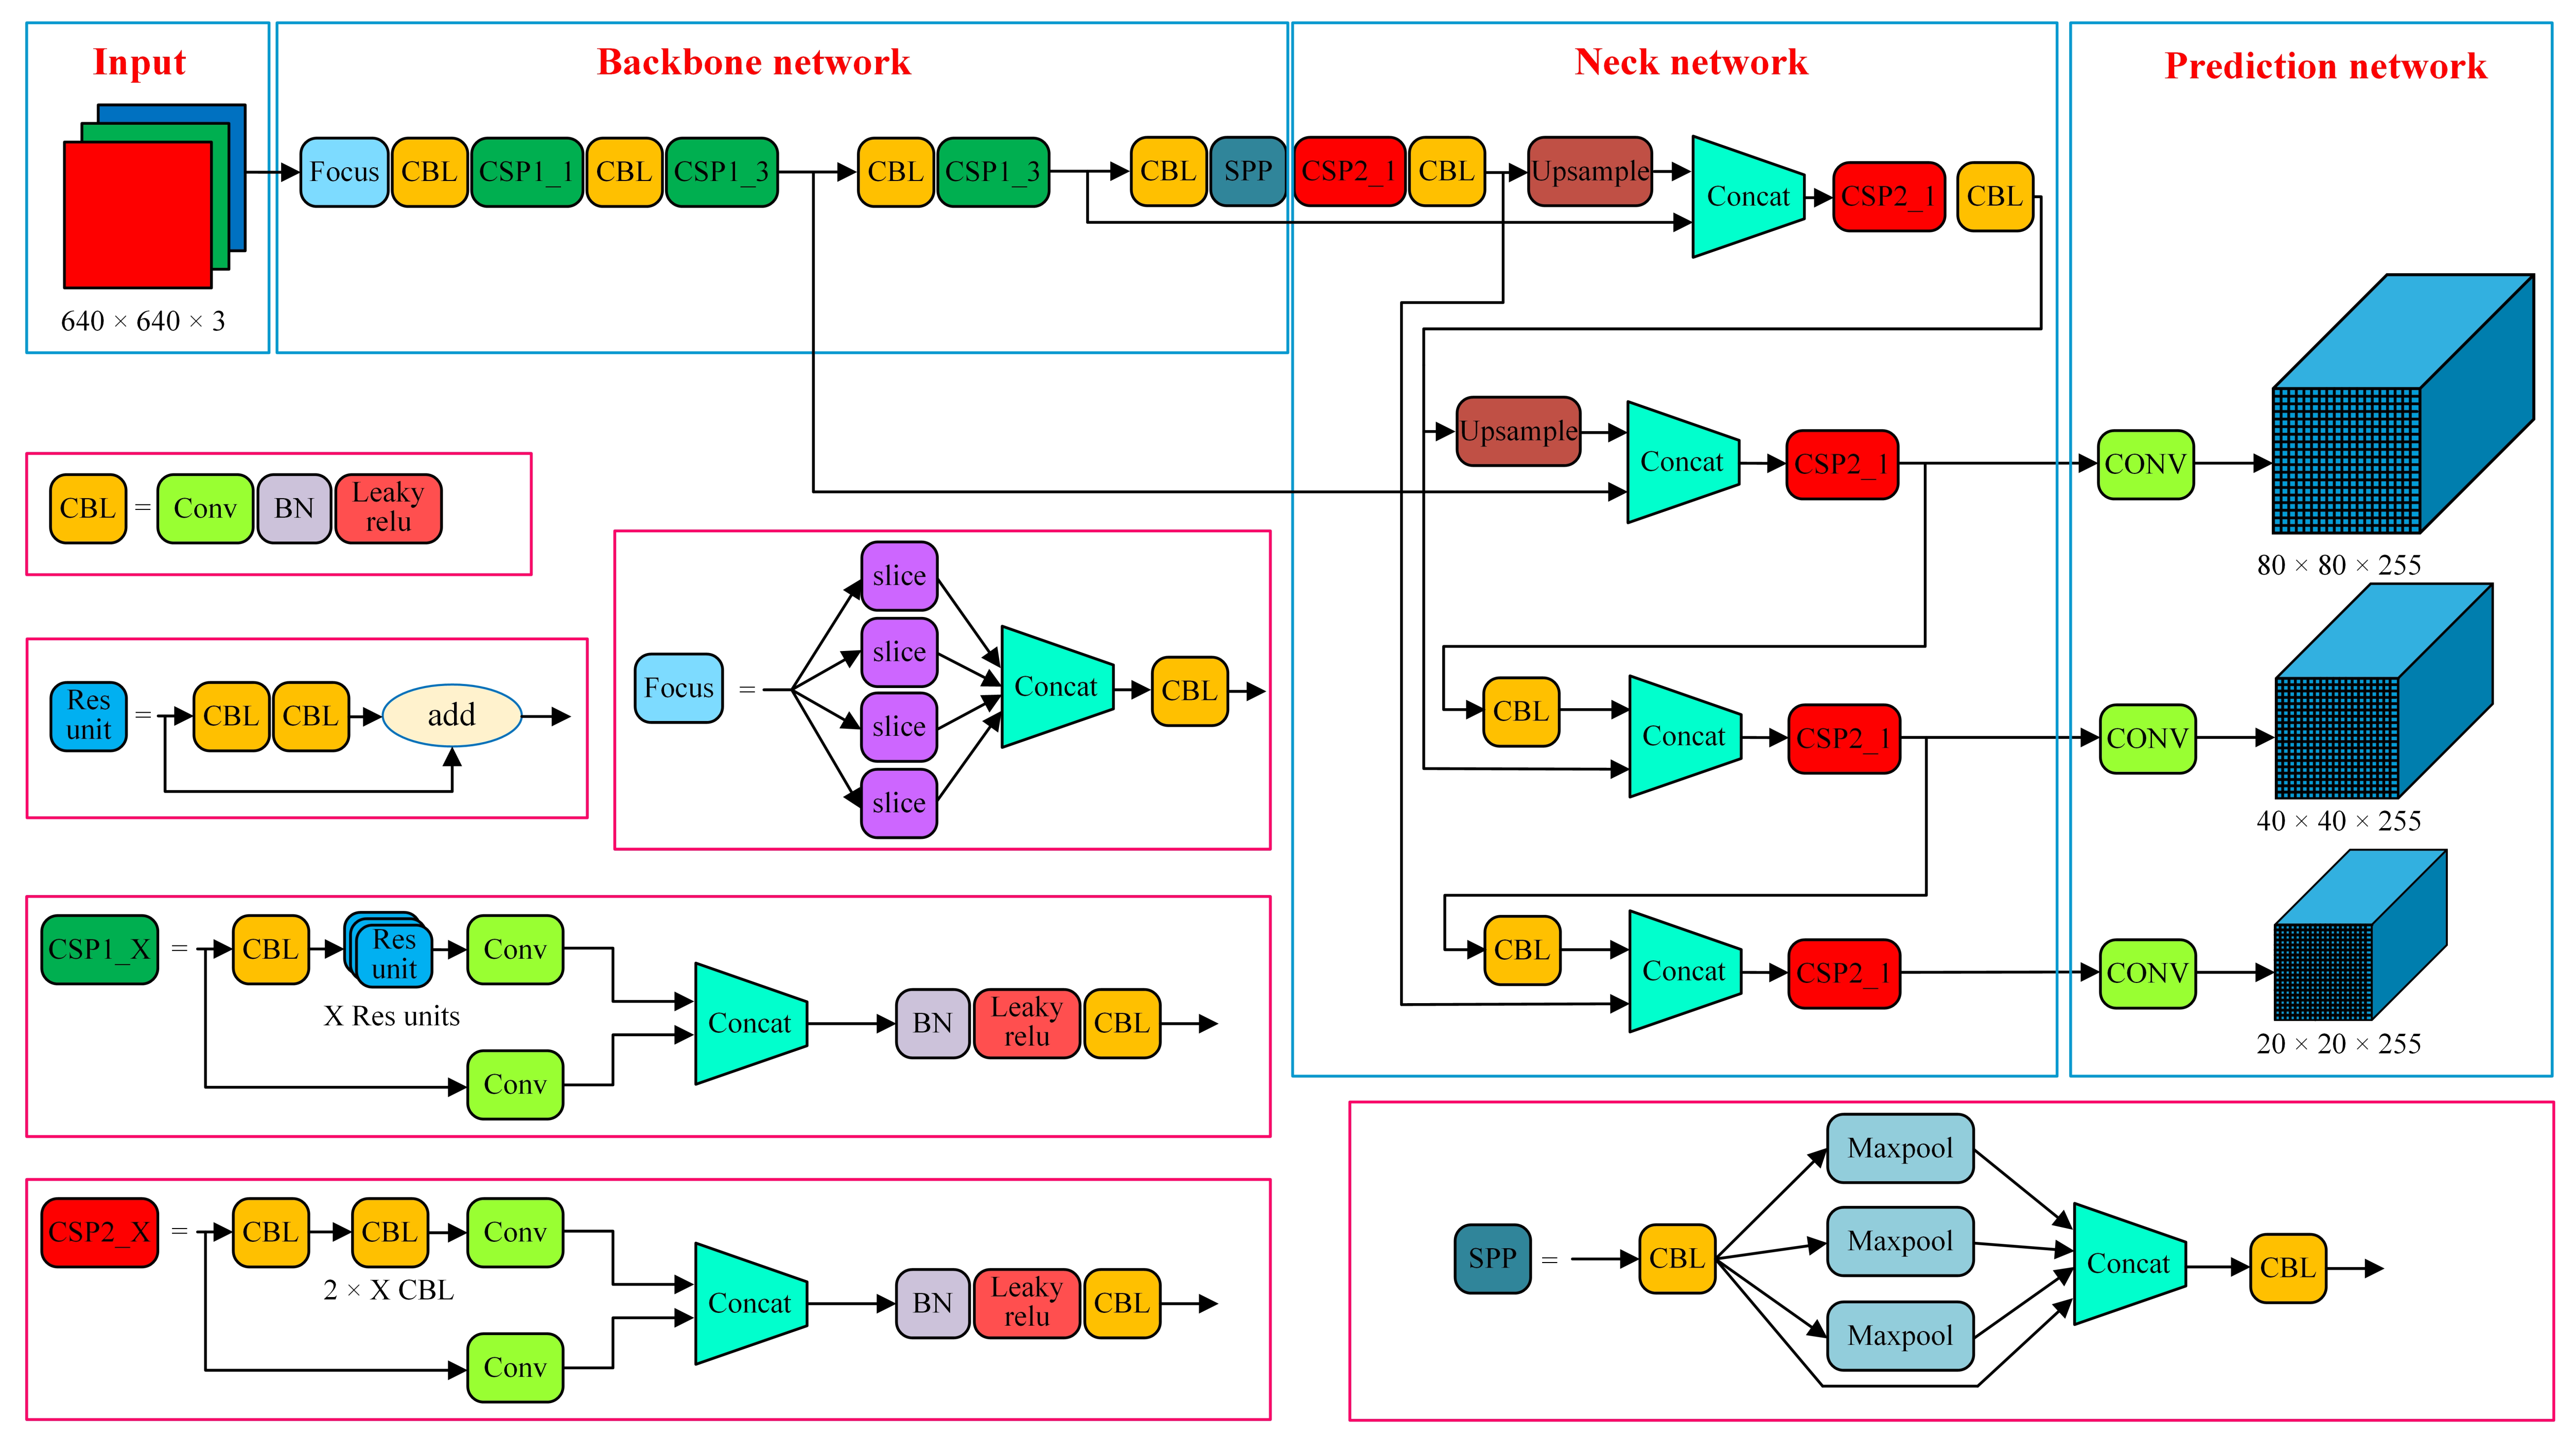 Input
Backbone network
Neck network
Prediction network
Focus CBL CSP1_1 CBL CSP1_3 CBL CSP1_3 CBL SPP CSP2_1 CBL Upsample Concat CSP2_1 CBL
640 × 640 × 3
Upsample Concat CSP2_1 CONV
80 × 80 × 255
CBL Concat CSP2_1 CONV
40 × 40 × 255
CBL Concat CSP2_1 CONV
20 × 20 × 255
CBL = Conv BN Leaky
relu
Res
unit
= CBL CBL add
Focus = slice
slice
slice
slice
Concat CBL
CSP1_X = CBL Res
unit
Conv
X Res units
Conv
Concat BN Leaky
relu
CBL
CSP2_X = CBL CBL Conv
2 × X CBL
Conv
Concat BN Leaky
relu
CBL
SPP = CBL Maxpool
Maxpool
Maxpool
Concat CBL